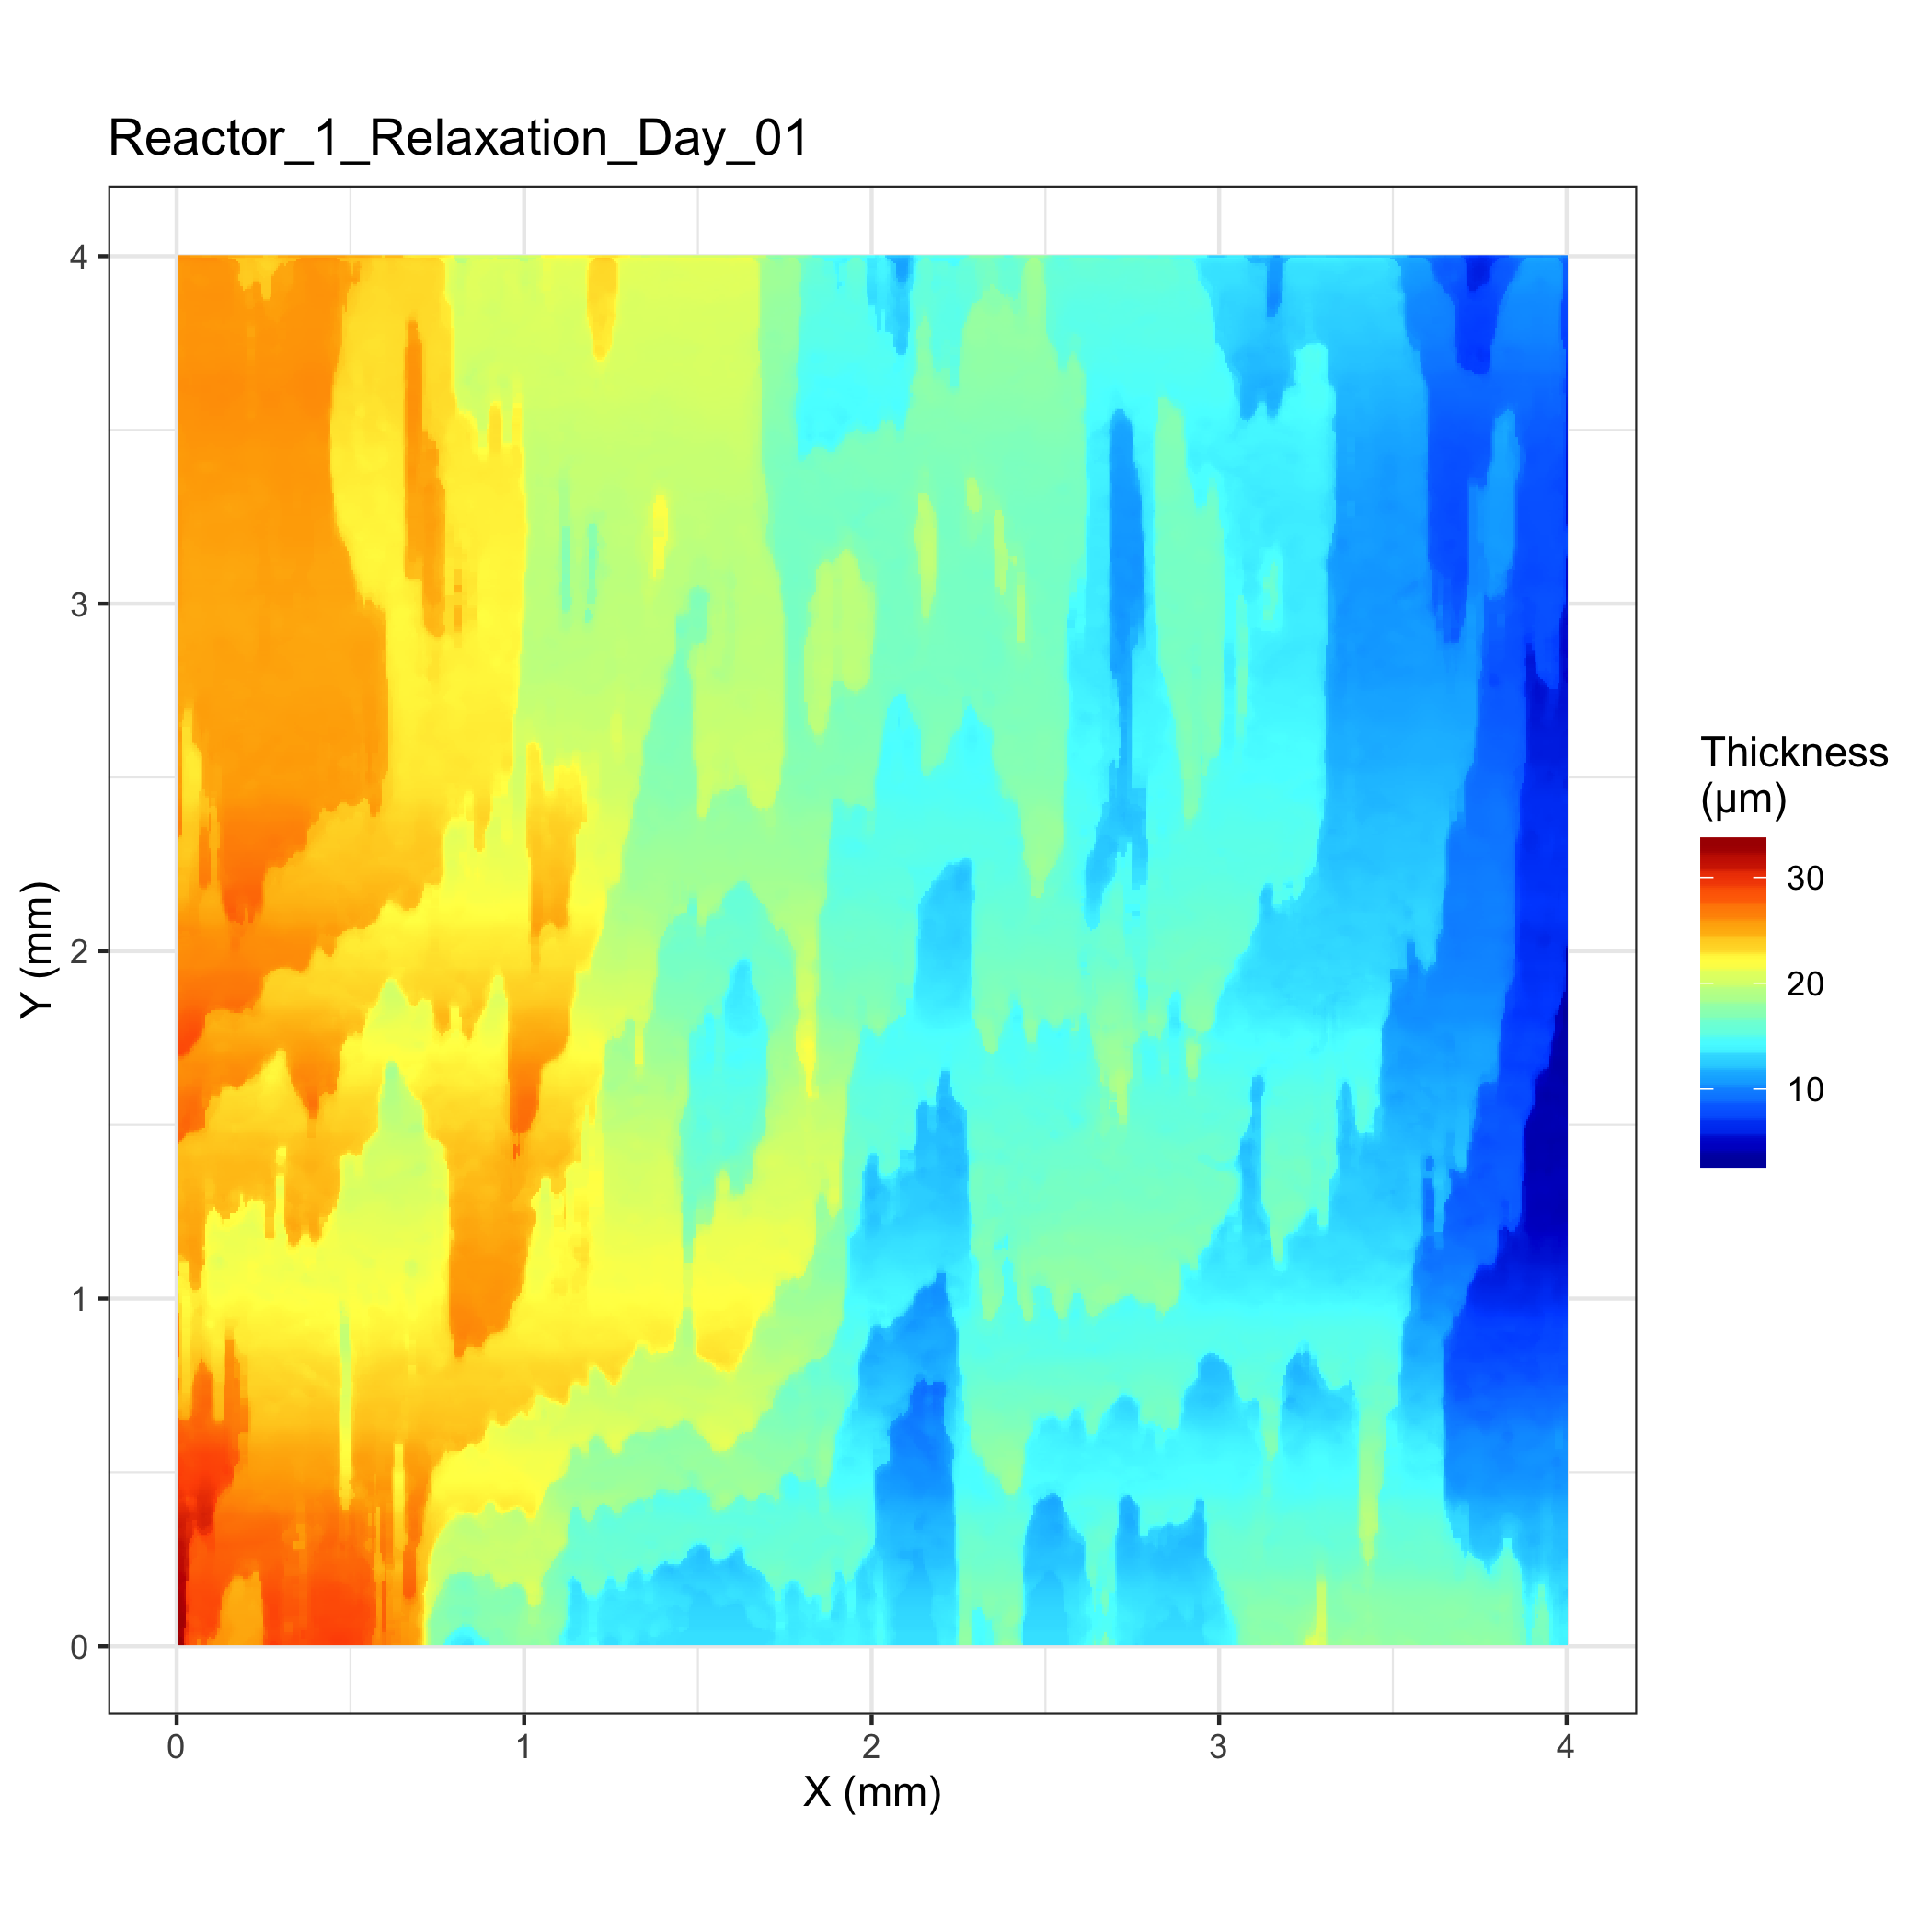 Reactor_1_Relaxation_Day_01
4
3
2
1
0
Y (mm)
0 1 2 3 4
X (mm)
Thickness
(μm)
30
20
10